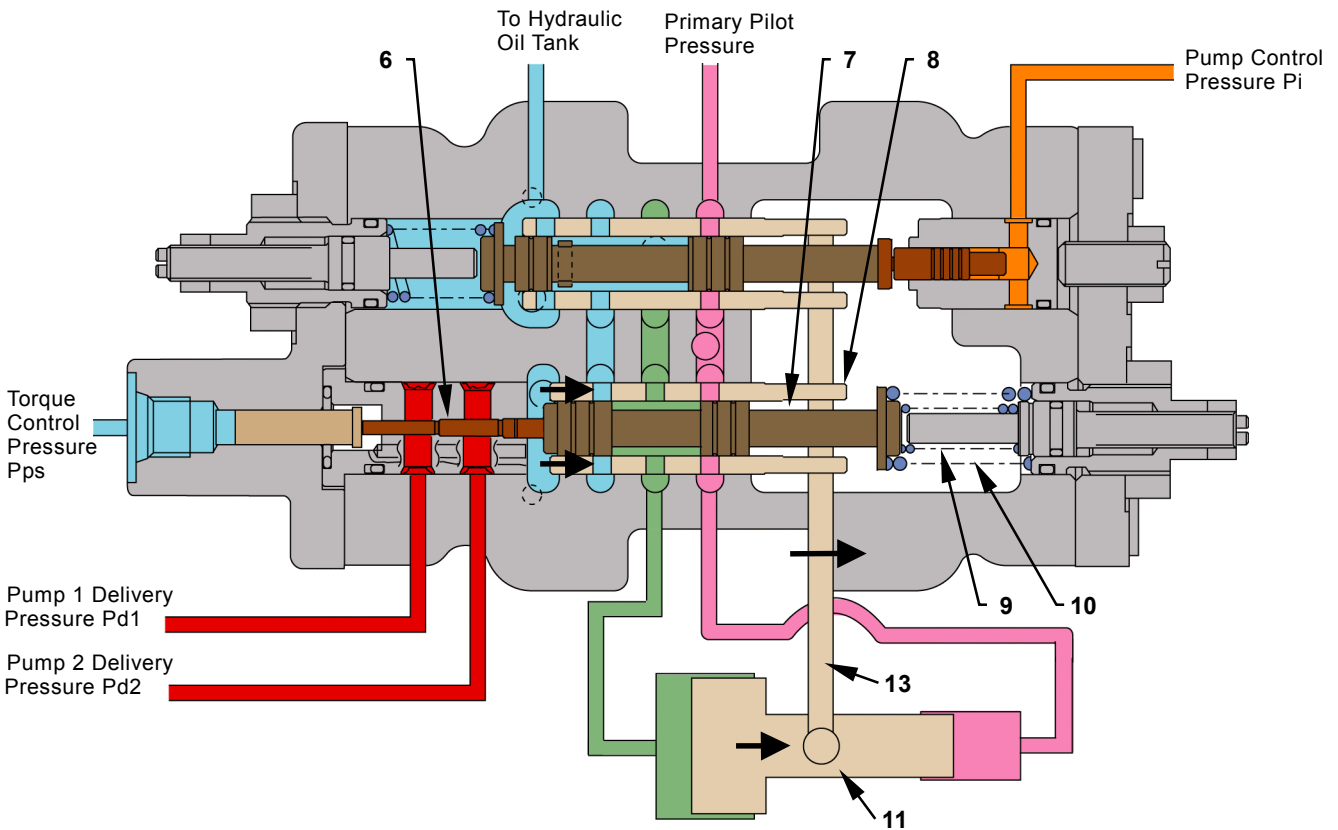 To Hydraulic
Oil Tank
Primary Pilot
Pressure
6
7
8
Pump Control
Pressure Pi
Torque
Control
Pressure
Pps
Pump 1 Delivery
Pressure Pd1
Pump 2 Delivery
Pressure Pd2
9
10
13
11